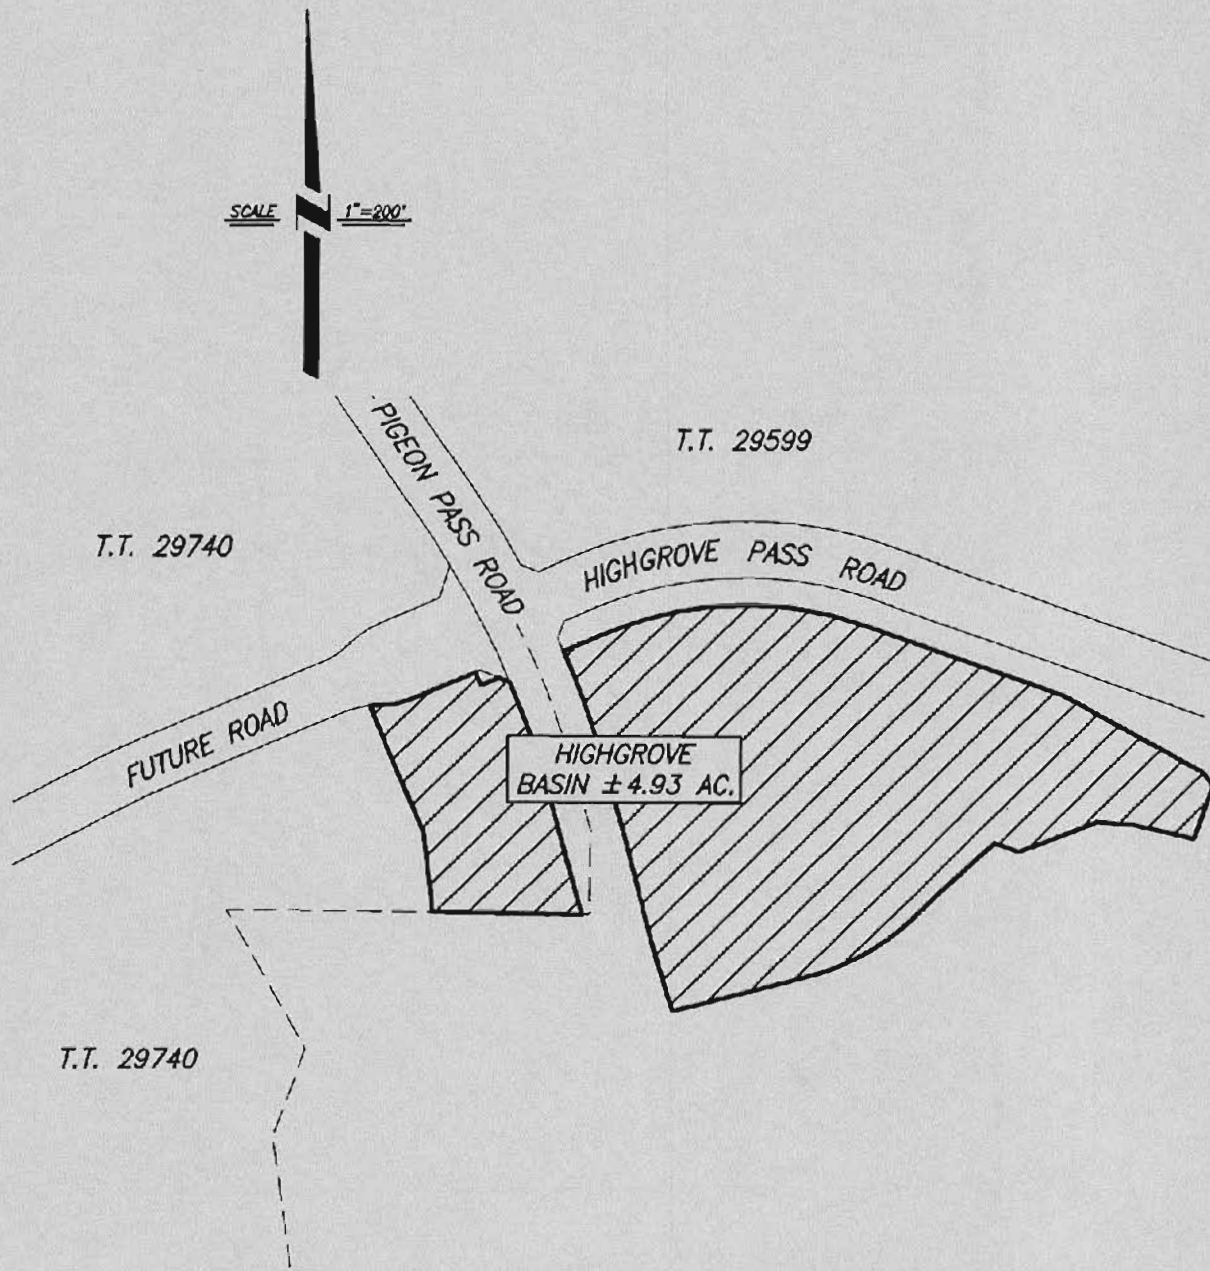 SCALE 1"=200'
PIGEON PASS ROAD
T.T. 29599
T.T. 29740
HIGHGROVE PASS ROAD
FUTURE ROAD
HIGHGROVE
BASIN ±4.93 AC.
T.T. 29740